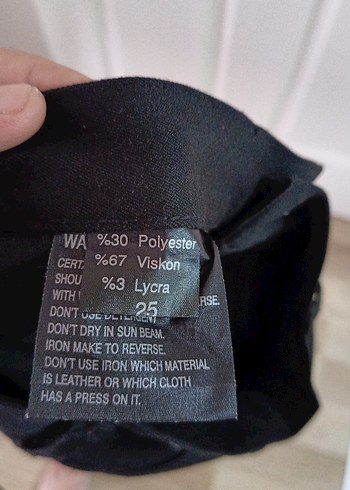 %30 Polyester
%67 Viskon
%3 Lycra
25
WA
CERT
SHOU
WITH
RSE.
DON'T USE DETERGENT
DON'T DRY IN SUN BEAM.
IRON MAKE TO REVERSE.
DON'T USE IRON WHICH MATERIAL
IS LEATHER OR WHICH CLOTH
HAS A PRESS ON IT.